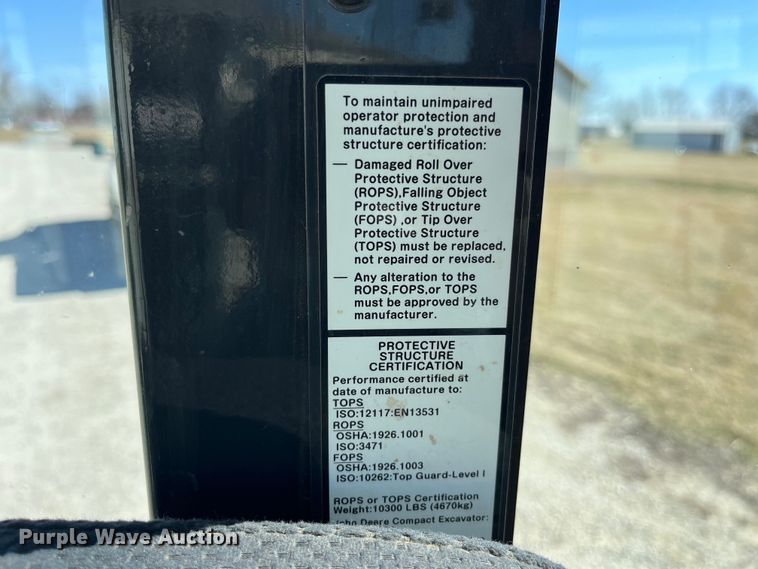 To maintain unimpaired
operator protection and
manufacture's protective
structure certification:
— Damaged Roll Over
Protective Structure
(ROPS),Falling Object
Protective Structure
(FOPS) ,or Tip Over
Protective Structure
(TOPS) must be replaced,
not repaired or revised.
— Any alteration to the
ROPS,FOPS,or TOPS
must be approved by the
manufacturer.
PROTECTIVE
STRUCTURE
CERTIFICATION
Performance certified at
date of manufacture to:
TOPS
ISO:12117:EN13531
ROPS
OSHA:1926.1001
ISO:3471
FOPS
OSHA:1926.1003
ISO:10262:Top Guard-Level I
ROPS or TOPS Certification
Weight:10300 LBS (4670kg)
John Deere Compact Excavator:
Purple Wave Auction